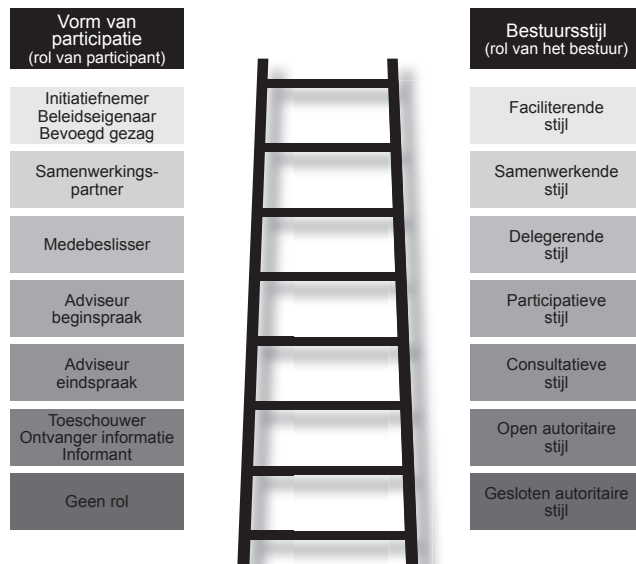 Vorm van
participatie
(rol van participant)
Initiatiefnemer
Beleidseigenaar
Bevoegd gezag
Samenwerkings-
partner
Medebeslisser
Adviseur
beginspraak
Adviseur
eindspraak
Toeschouwer
Ontvanger informatie
Informant
Geen rol
Bestuursstijl
(rol van het bestuur)
Faciliterende
stijl
Samenwerkende
stijl
Delegerende
stijl
Participatieve
stijl
Consultatieve
stijl
Open autoritaire
stijl
Gesloten autoritaire
stijl